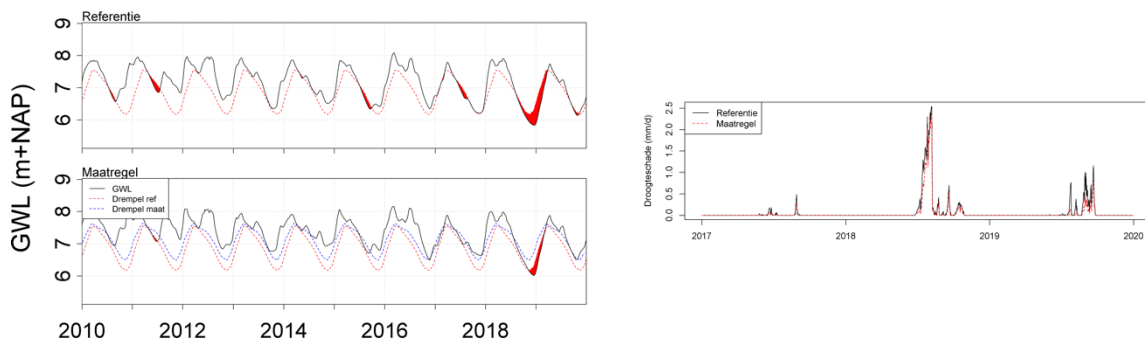 Referentie
GWL (m+NAP)
9
8
7
6
Maatregel
GWL
Drempel ref
Drempel maat
9
8
7
6
2010
2012
2014
2016
2018
Droogteschade (mm/d)
Referentie
Maatregel
2.5
2.0
1.5
1.0
0.5
0.0
2017
2018
2019
2020